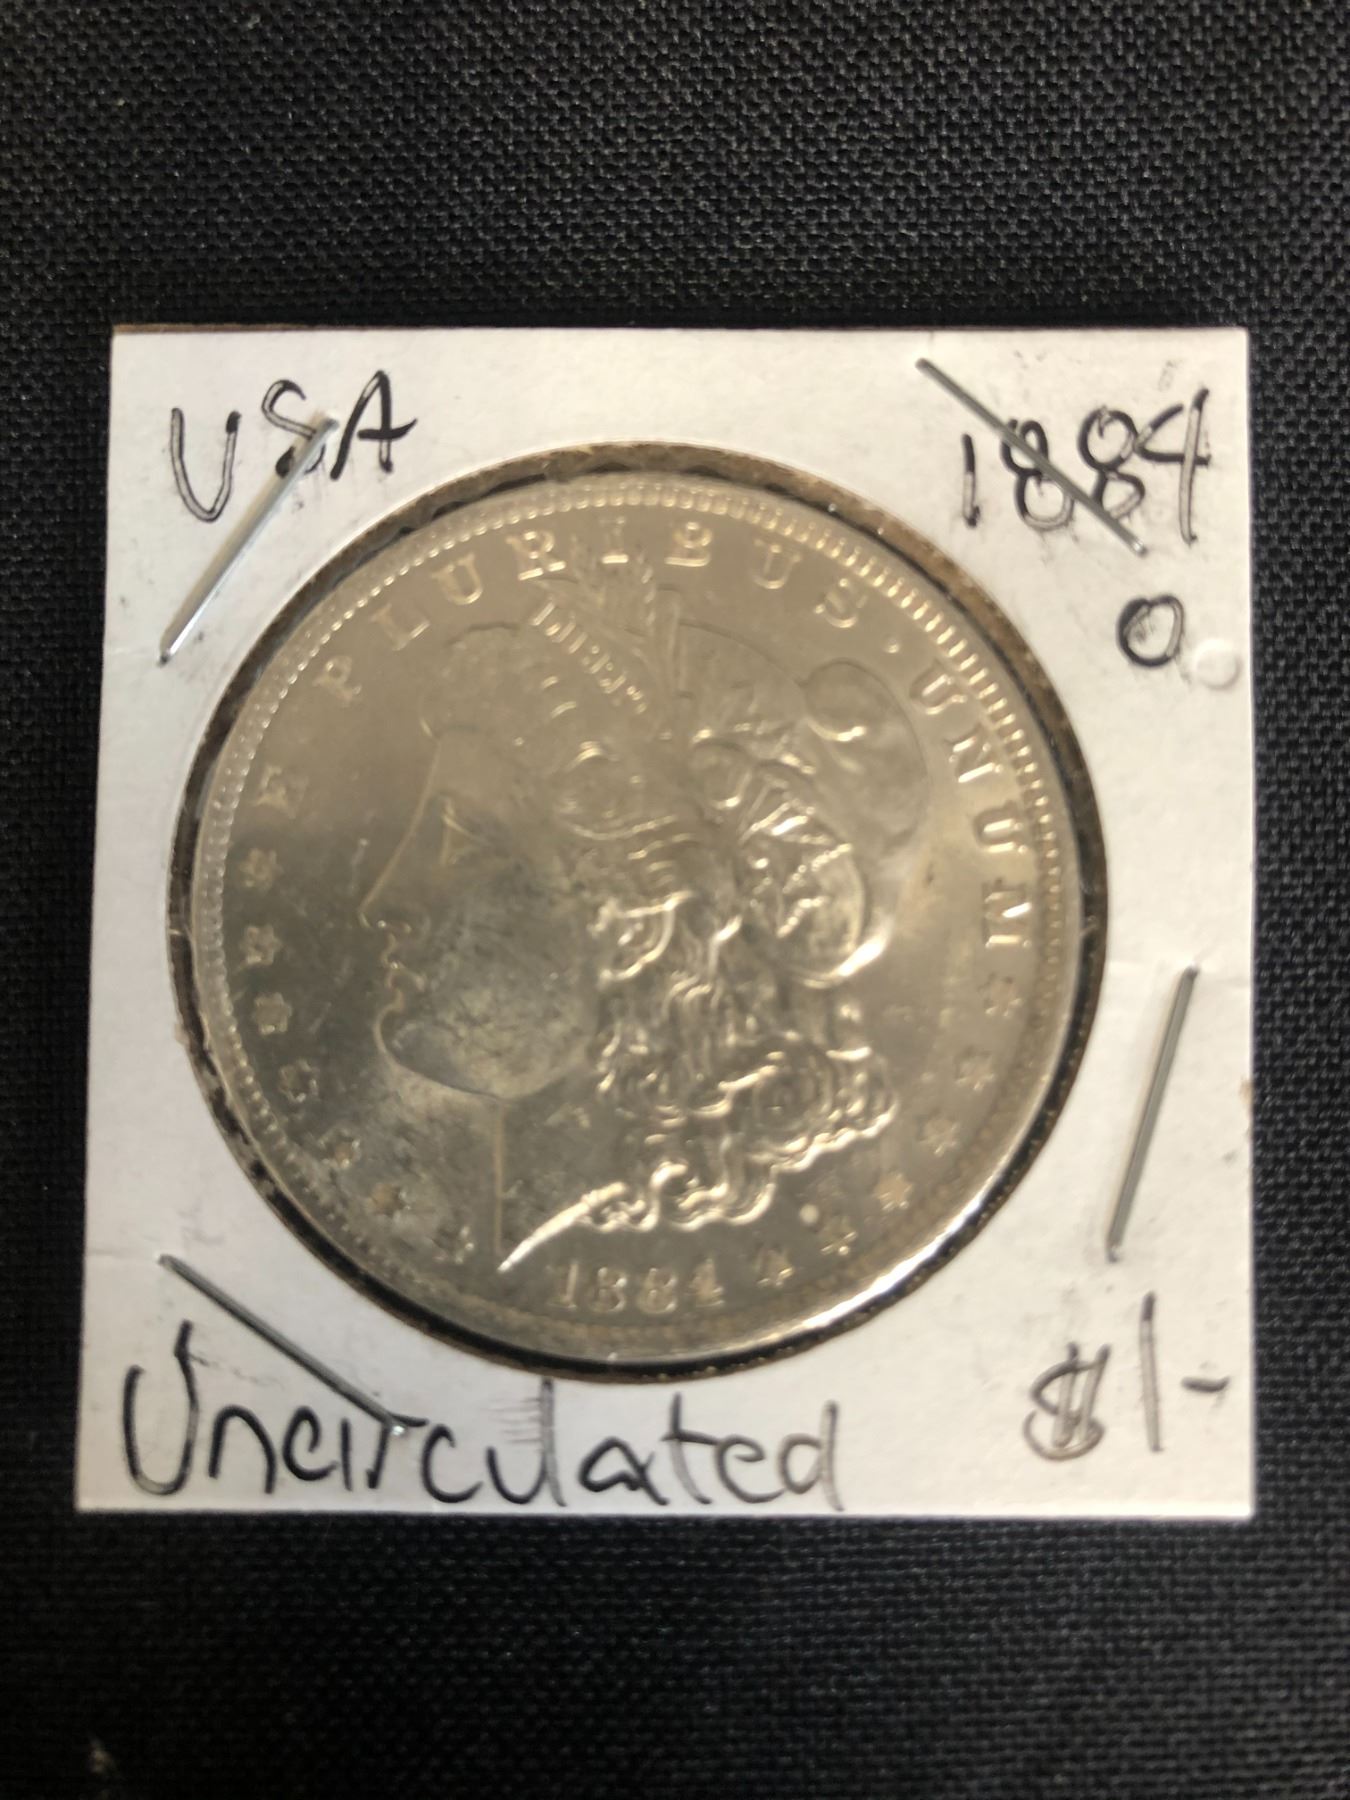 USA
1884
O
E PLURIBUS · UNUM
LIBERTY
1884
Uncirculated
$1-